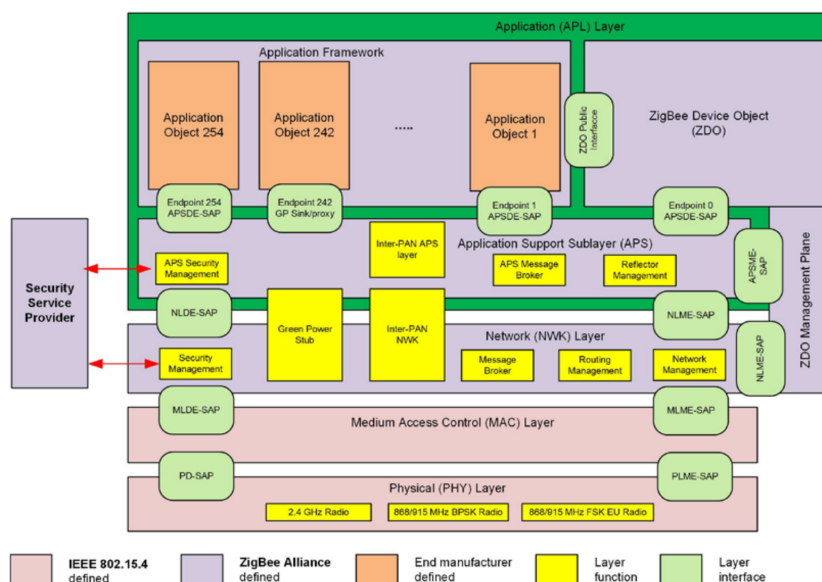 Application (APL) Layer
Application Framework
Application
Object 254
Application
Object 242
.....
Application
Object 1
ZDO Public
Interfacce
ZigBee Device Object
(ZDO)
Endpoint 254
APSDE-SAP
Endpoint 242
GP Sink/proxy
Endpoint 1
APSDE-SAP
Endpoint 0
APSDE-SAP
Security
Service
Provider
APS Security
Management
Inter-PAN APS
layer
Application Support Sublayer (APS)
APS Message
Broker
Reflector
Management
APSME-
SAP
ZDO Management Plane
NLDE-SAP
Green Power
Stub
Inter-PAN
NWK
NLME-SAP
Network (NWK) Layer
Security
Management
Message
Broker
Routing
Management
Network
Management
NLME-SAP
MLDE-SAP
MLME-SAP
Medium Access Control (MAC) Layer
PD-SAP
PLME-SAP
Physical (PHY) Layer
2.4 GHz Radio
868/915 MHz BPSK Radio
868/915 MHz FSK EU Radio
IEEE 802.15.4
defined
ZigBee Alliance
defined
End manufacturer
defined
Layer
function
Layer
interface